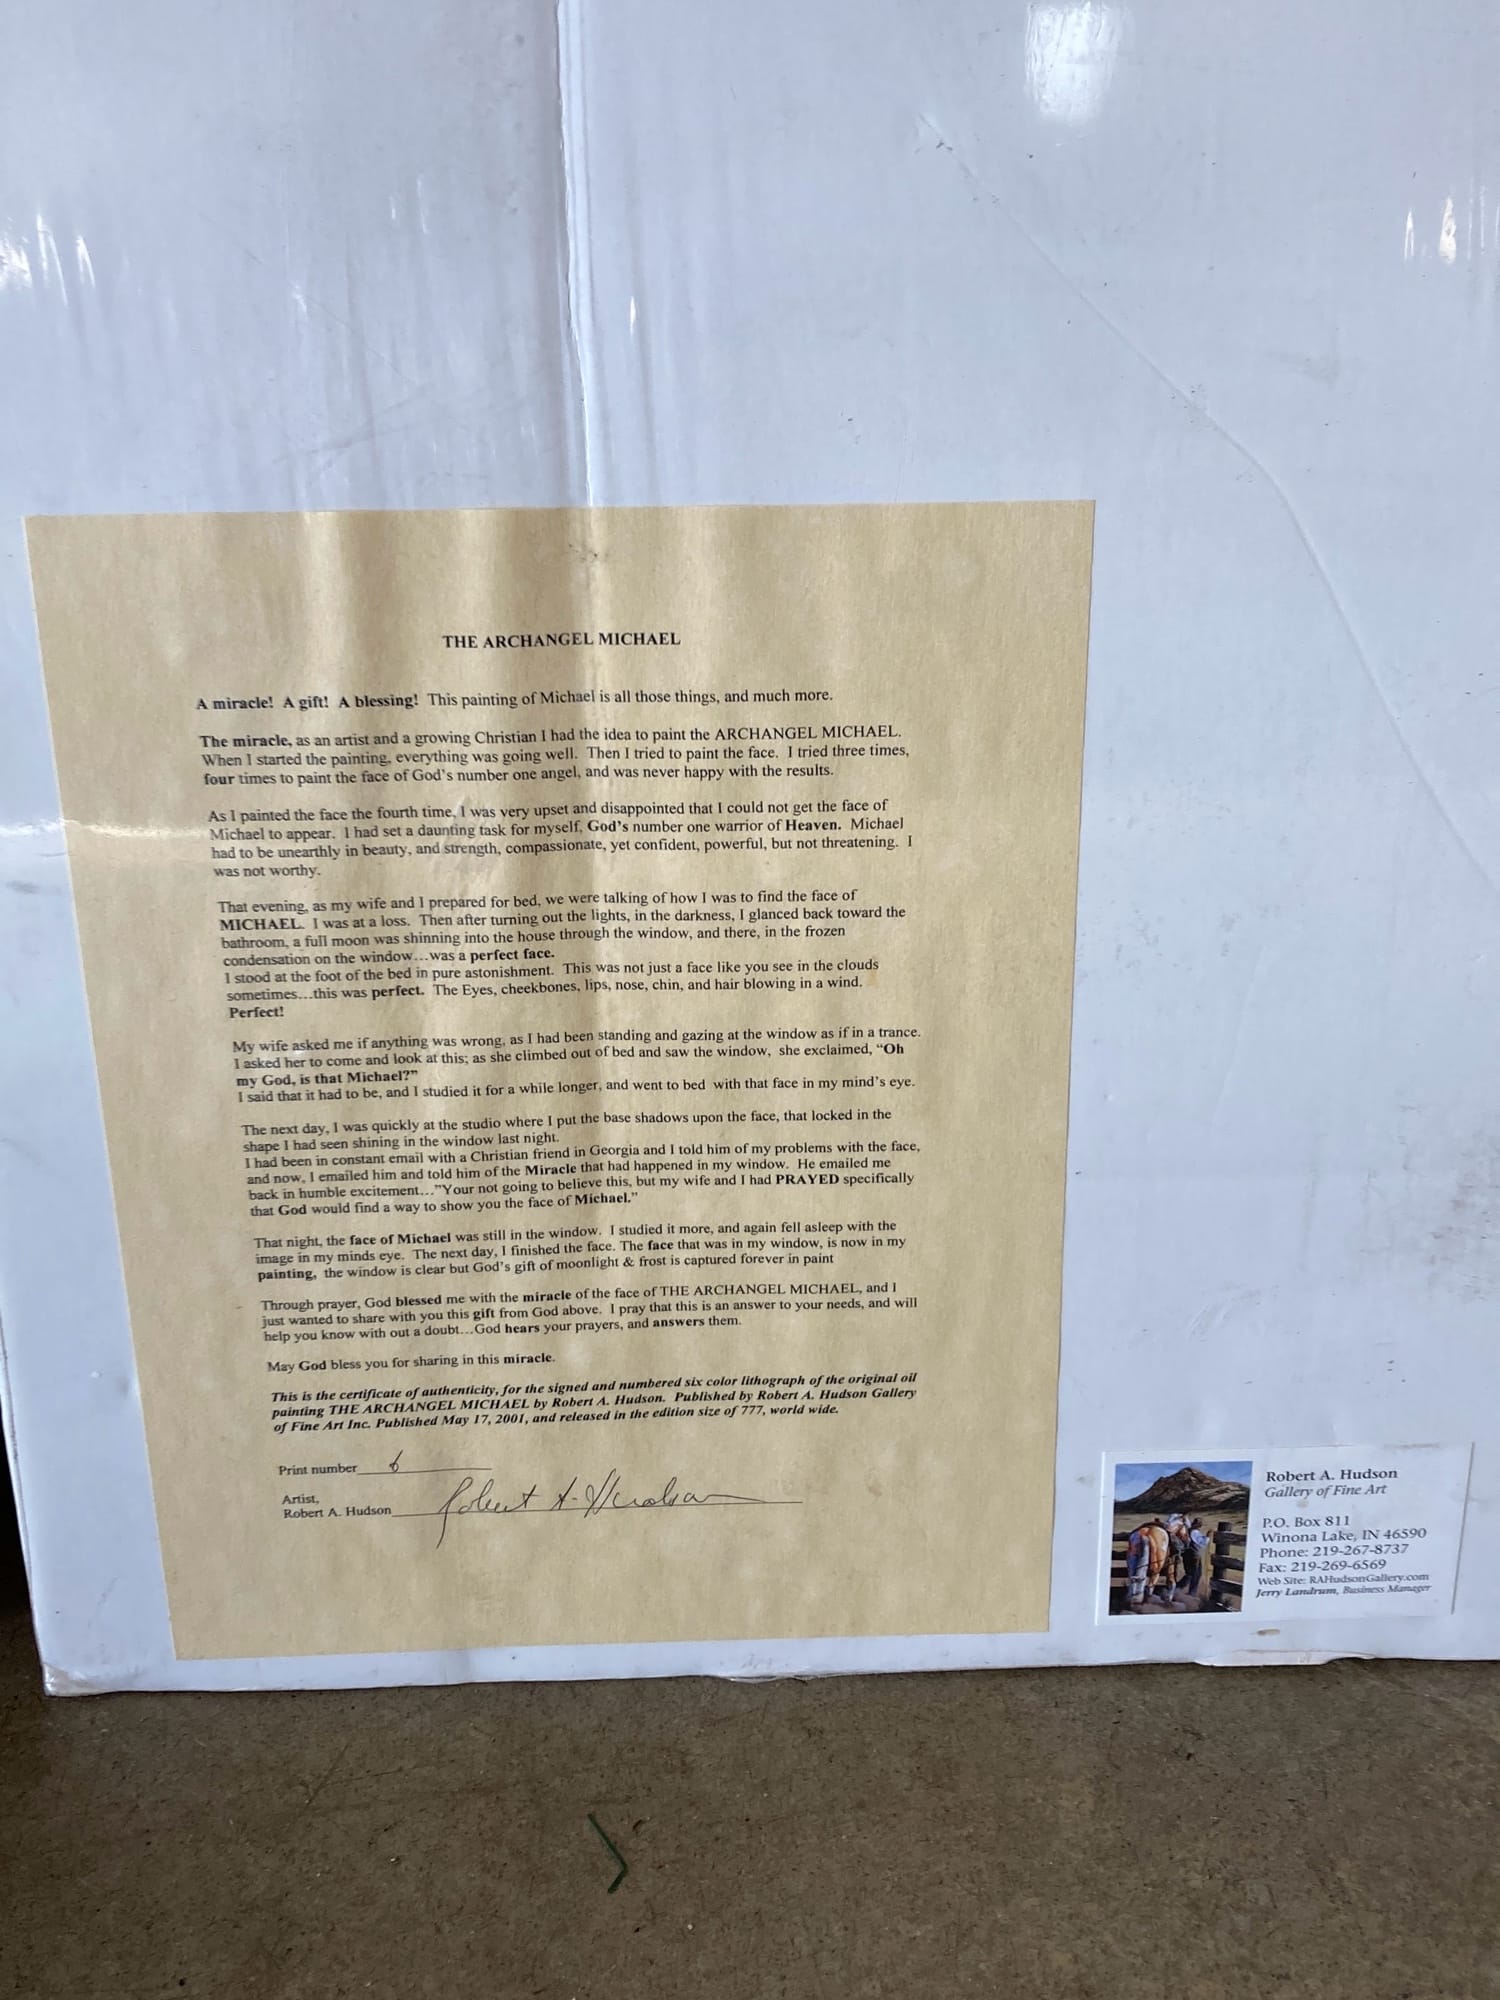 THE ARCHANGEL MICHAEL
A miracle! A gift! A blessing! This painting of Michael is all those things, and much more.
The miracle, as an artist and a growing Christian I had the idea to paint the ARCHANGEL MICHAEL.
When I started the painting, everything was going well. Then I tried to paint the face. I tried three times,
four times to paint the face of God's number one angel, and was never happy with the results.
As I painted the face the fourth time, I was very upset and disappointed that I could not get the face of
Michael to appear. I had set a daunting task for myself, God's number one warrior of Heaven. Michael
had to be unearthly in beauty, and strength, compassionate, yet confident, powerful, but not threatening. I
was not worthy.
That evening, as my wife and I prepared for bed, we were talking of how I was to find the face of
MICHAEL. I was at a loss. Then after turning out the lights, in the darkness, I glanced back toward the
bathroom, a full moon was shinning into the house through the window, and there, in the frozen
condensation on the window…was a perfect face.
I stood at the foot of the bed in pure astonishment. This was not just a face like you see in the clouds
sometimes…this was perfect. The Eyes, cheekbones, lips, nose, chin, and hair blowing in a wind.
Perfect!
My wife asked me if anything was wrong, as I had been standing and gazing at the window as if in a trance.
I asked her to come and look at this; as she climbed out of bed and saw the window, she exclaimed, "Oh
my God, is that Michael?"
I said that it had to be, and I studied it for a while longer, and went to bed with that face in my mind's eye.
The next day, I was quickly at the studio where I put the base shadows upon the face, that locked in the
shape I had seen shining in the window last night.
I had been in constant email with a Christian friend in Georgia and I told him of my problems with the face,
and now, I emailed him and told him of the Miracle that had happened in my window. He emailed me
back in humble excitement…"Your not going to believe this, but my wife and I had PRAYED specifically
that God would find a way to show you the face of Michael."
That night, the face of Michael was still in the window. I studied it more, and again fell asleep with the
image in my minds eye. The next day, I finished the face. The face that was in my window, is now in my
painting, the window is clear but God's gift of moonlight & frost is captured forever in paint
Through prayer, God blessed me with the miracle of the face of THE ARCHANGEL MICHAEL, and I
just wanted to share with you this gift from God above. I pray that this is an answer to your needs, and will
help you know with out a doubt…God hears your prayers, and answers them.
May God bless you for sharing in this miracle.
This is the certificate of authenticity, for the signed and numbered six color lithograph of the original oil
painting THE ARCHANGEL MICHAEL by Robert A. Hudson. Published by Robert A. Hudson Gallery
of Fine Art Inc. Published May 17, 2001, and released in the edition size of 777, world wide.
Print number 6
Artist,
Robert A. Hudson Robert A. Hudson
Robert A. Hudson
Gallery of Fine Art
P.O. Box 811
Winona Lake, IN 46590
Phone: 219-267-8737
Fax: 219-269-6569
Web Site: RAHudsonGallery.com
Jerry Landrum, Business Manager